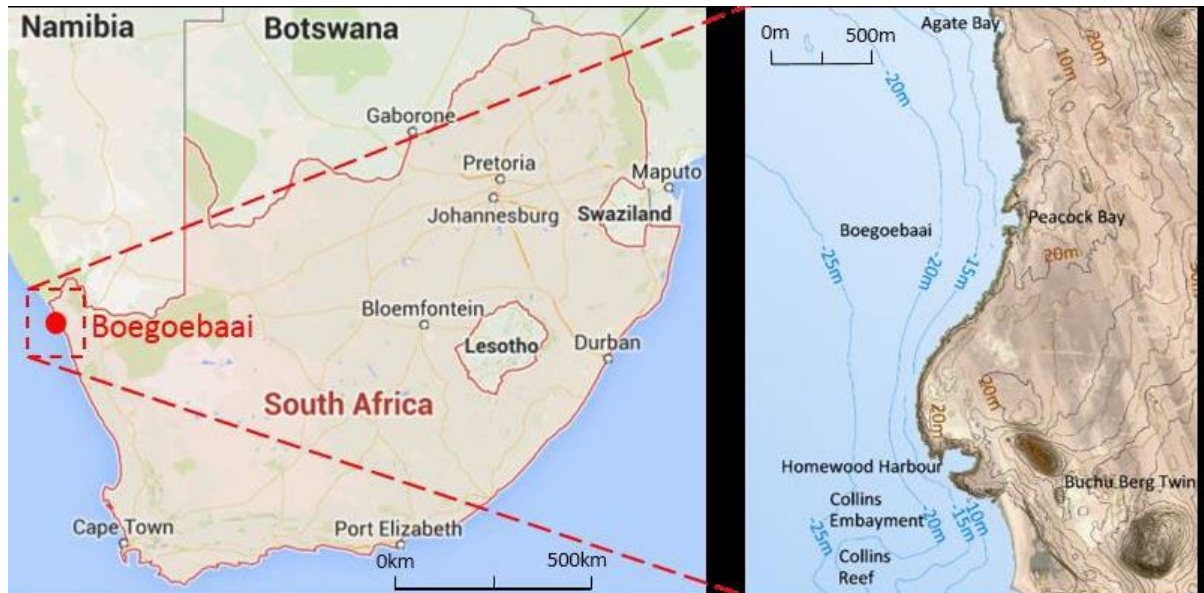 Namibia
Botswana
Gaborone
Pretoria
Johannesburg
Maputo
Swaziland
Boegoebaai
Bloemfontein
Lesotho
Durban
South Africa
Cape Town
Port Elizabeth
0km
500km
0m
500m
Agate Bay
-20m
10m
20m
Boegoebaai
Peacock Bay
-25m
-20m
-15m
20m
20m
20m
Homewood Harbour
Collins
Embayment
Buchu Berg Twin
-25m
-20m
-15m
-10m
Collins
Reef